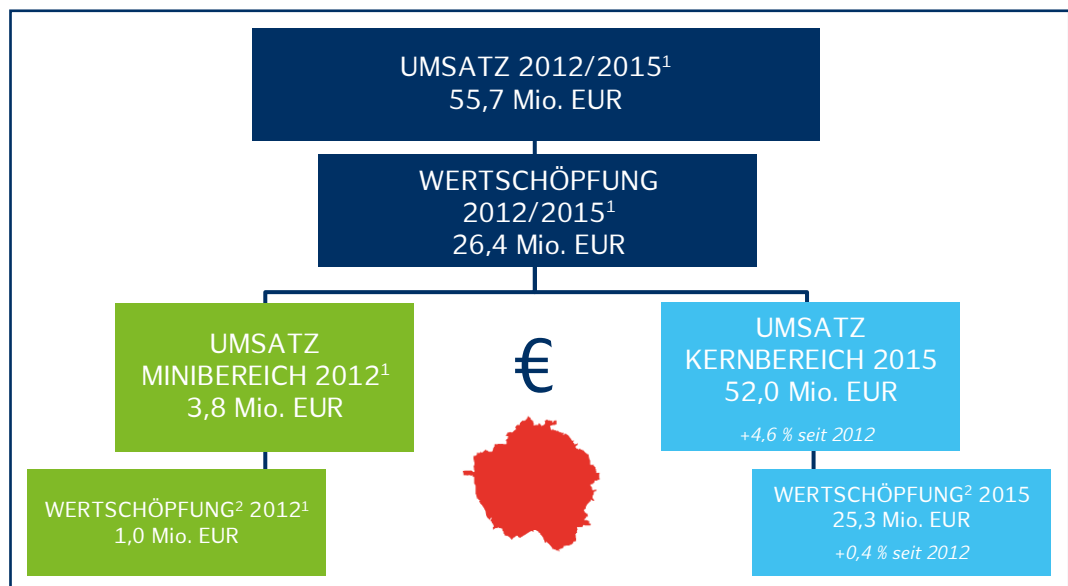 UMSATZ 2012/2015¹
55,7 Mio. EUR
WERTSCHÖPFUNG
2012/2015¹
26,4 Mio. EUR
UMSATZ
MINIBEREICH 2012¹
3,8 Mio. EUR
€
UMSATZ
KERNBEREICH 2015
52,0 Mio. EUR
+4,6 % seit 2012
WERTSCHÖPFUNG² 2012¹
1,0 Mio. EUR
WERTSCHÖPFUNG² 2015
25,3 Mio. EUR
+0,4 % seit 2012